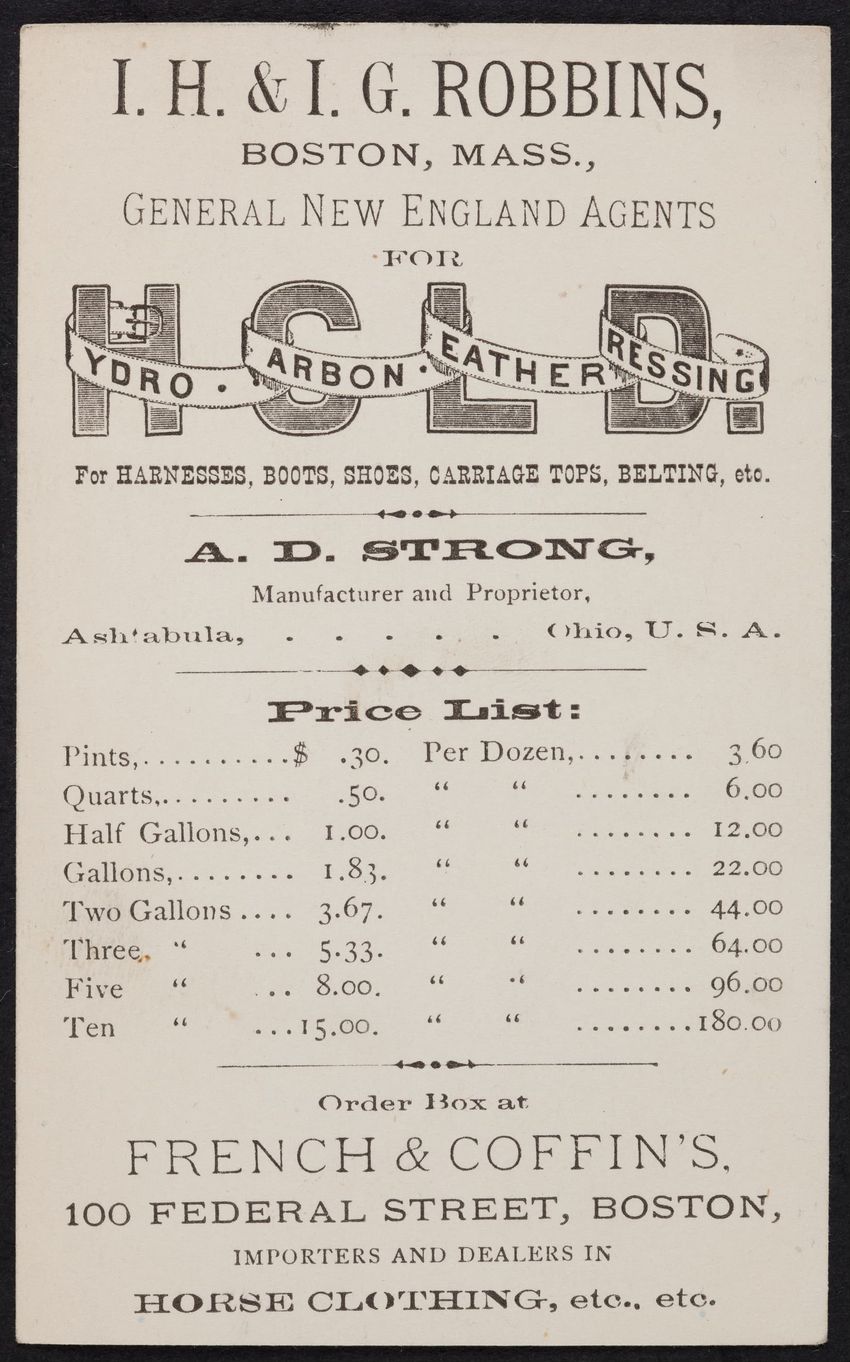 I. H. & I. G. ROBBINS,
BOSTON, MASS.,
GENERAL NEW ENGLAND AGENTS
FOR
HYDRO. CARBON. LEATHER DRESSING.
For HARNESSES, BOOTS, SHOES, CARRIAGE TOPS, BELTING, etc.
A. D. STRONG,
Manufacturer and Proprietor,
Ashtabula, . . . . . Ohio, U. S. A.
Price List:
Pints,..........$ .30. Per Dozen,........ 3.60
Quarts,......... .50. “ “ ........ 6.00
Half Gallons,... 1.00. “ “ ........ 12.00
Gallons,........ 1.83. “ “ ........ 22.00
Two Gallons .... 3.67. “ “ ........ 44.00
Three, “ ... 5.33. “ “ ........ 64.00
Five “ ... 8.00. “ “ ........ 96.00
Ten “ ...15.00. “ “ ........180.00
Order Box at
FRENCH & COFFIN'S,
100 FEDERAL STREET, BOSTON,
IMPORTERS AND DEALERS IN
HORSE CLOTHING, etc., etc.